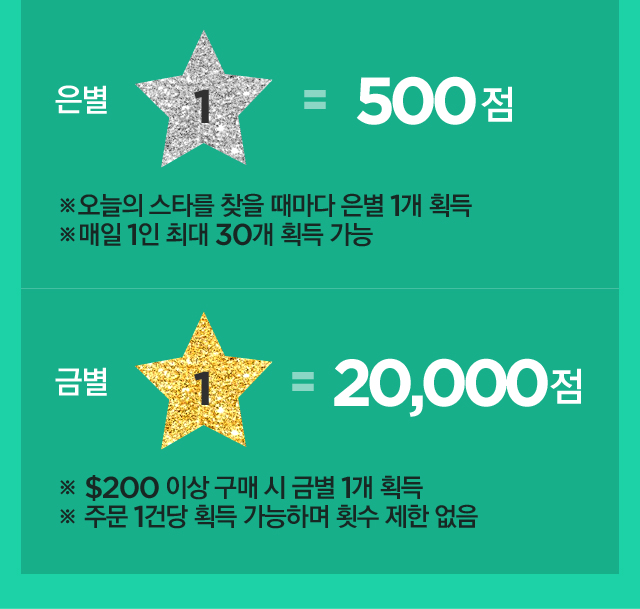 은별 1 = 500점
※오늘의 스타를 찾을 때마다 은별 1개 획득
※매일 1인 최대 30개 획득 가능
금별 1 = 20,000점
※ $200 이상 구매 시 금별 1개 획득
※ 주문 1건당 획득 가능하며 횟수 제한 없음